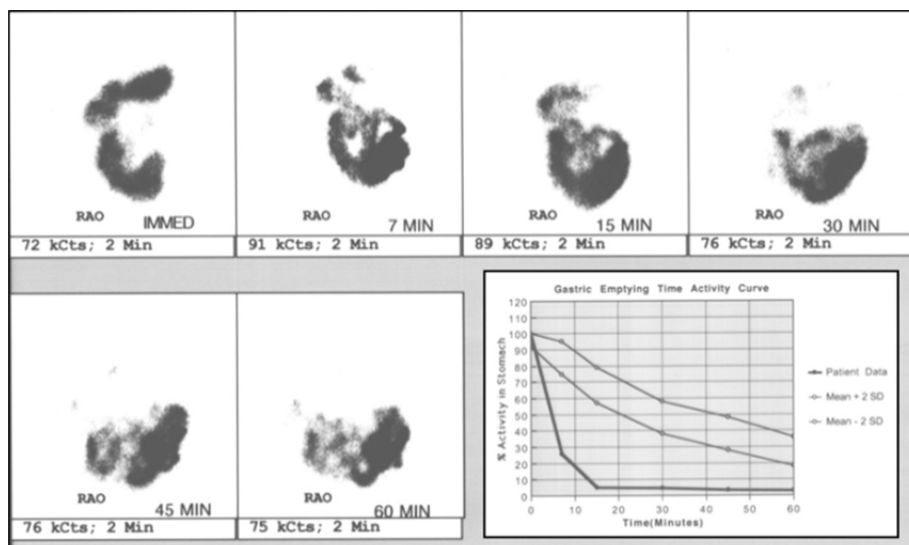 RAO IMMED
72 kCts; 2 Min
RAO 7 MIN
91 kCts; 2 Min
RAO 15 MIN
89 kCts; 2 Min
RAO 30 MIN
76 kCts; 2 Min
RAO 45 MIN
76 kCts; 2 Min
RAO 60 MIN
75 kCts; 2 Min
Gastric Emptying Time Activity Curve
% Activity in Stomach
120
110
100
90
80
70
60
50
40
30
20
10
0
0 10 20 30 40 50 60
Time(Minutes)
Patient Data
Mean + 2 SD
Mean - 2 SD